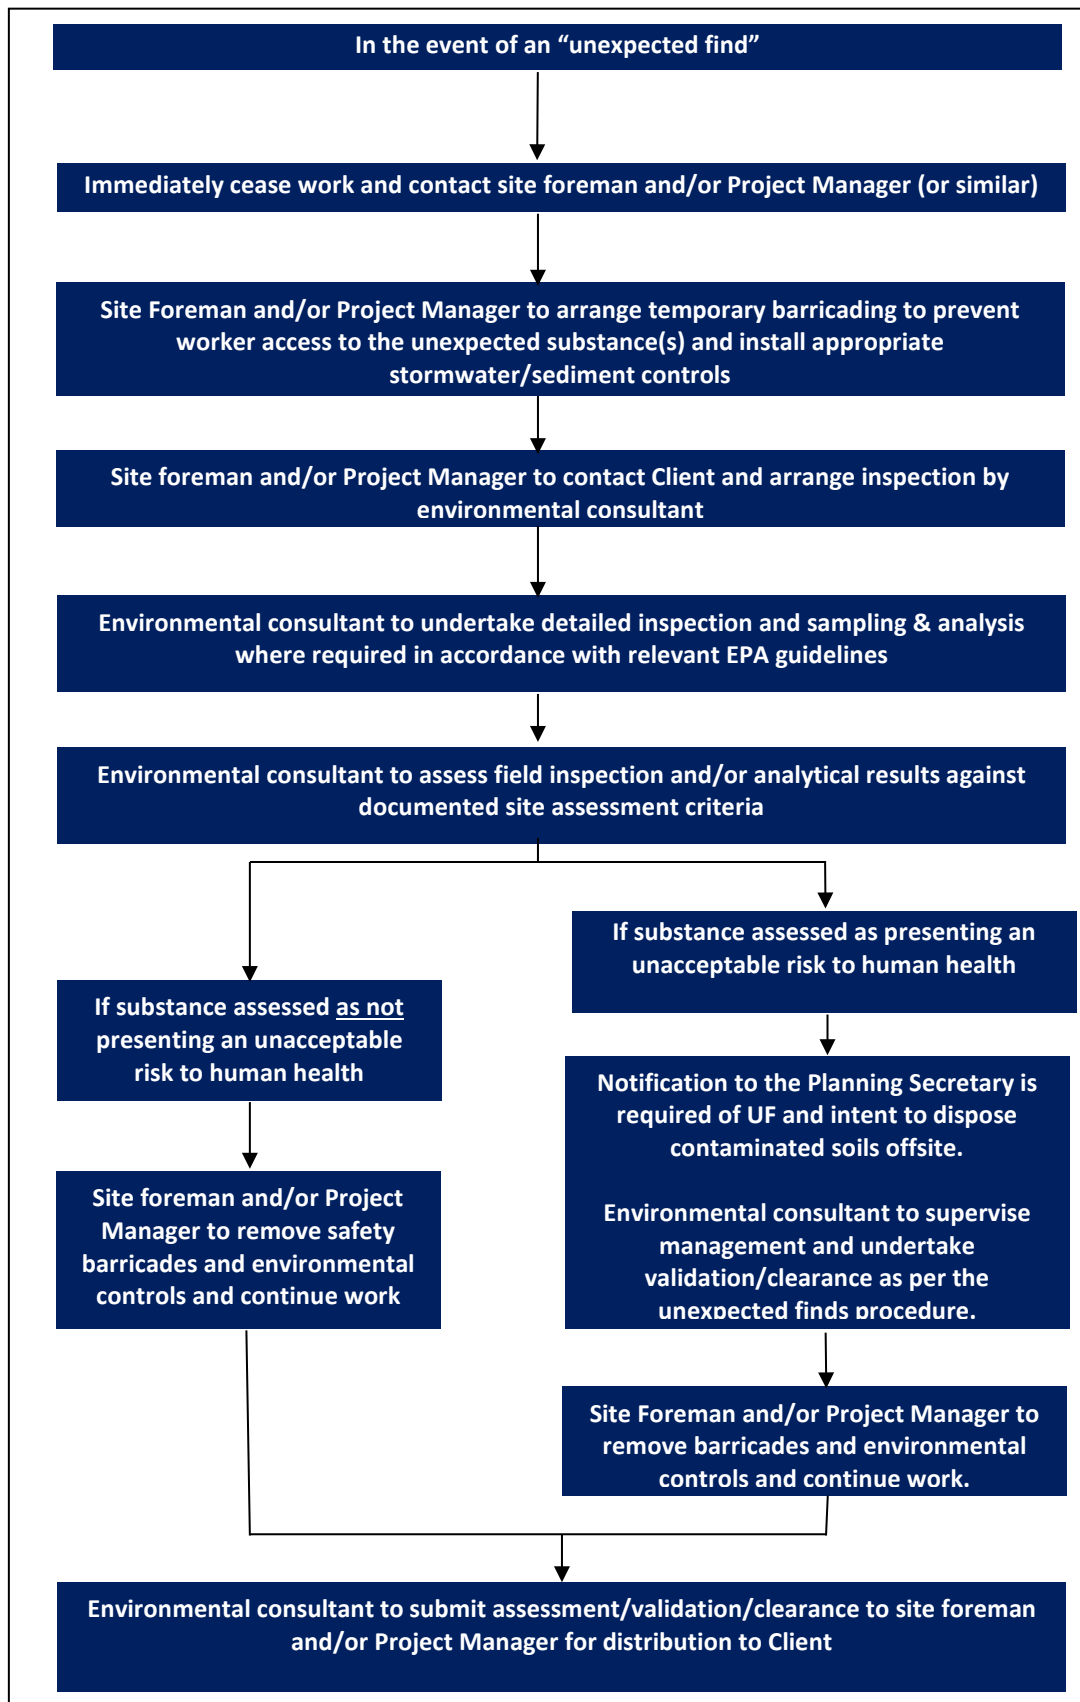 In the event of an “unexpected find”
Immediately cease work and contact site foreman and/or Project Manager (or similar)
Site Foreman and/or Project Manager to arrange temporary barricading to prevent
worker access to the unexpected substance(s) and install appropriate
stormwater/sediment controls
Site foreman and/or Project Manager to contact Client and arrange inspection by
environmental consultant
Environmental consultant to undertake detailed inspection and sampling & analysis
where required in accordance with relevant EPA guidelines
Environmental consultant to assess field inspection and/or analytical results against
documented site assessment criteria
If substance assessed as not
presenting an unacceptable
risk to human health
Site foreman and/or Project
Manager to remove safety
barricades and environmental
controls and continue work
If substance assessed as presenting an
unacceptable risk to human health
Notification to the Planning Secretary is
required of UF and intent to dispose
contaminated soils offsite.
Environmental consultant to supervise
management and undertake
validation/clearance as per the
unexpected finds procedure.
Site Foreman and/or Project Manager to
remove barricades and environmental
controls and continue work.
Environmental consultant to submit assessment/validation/clearance to site foreman
and/or Project Manager for distribution to Client